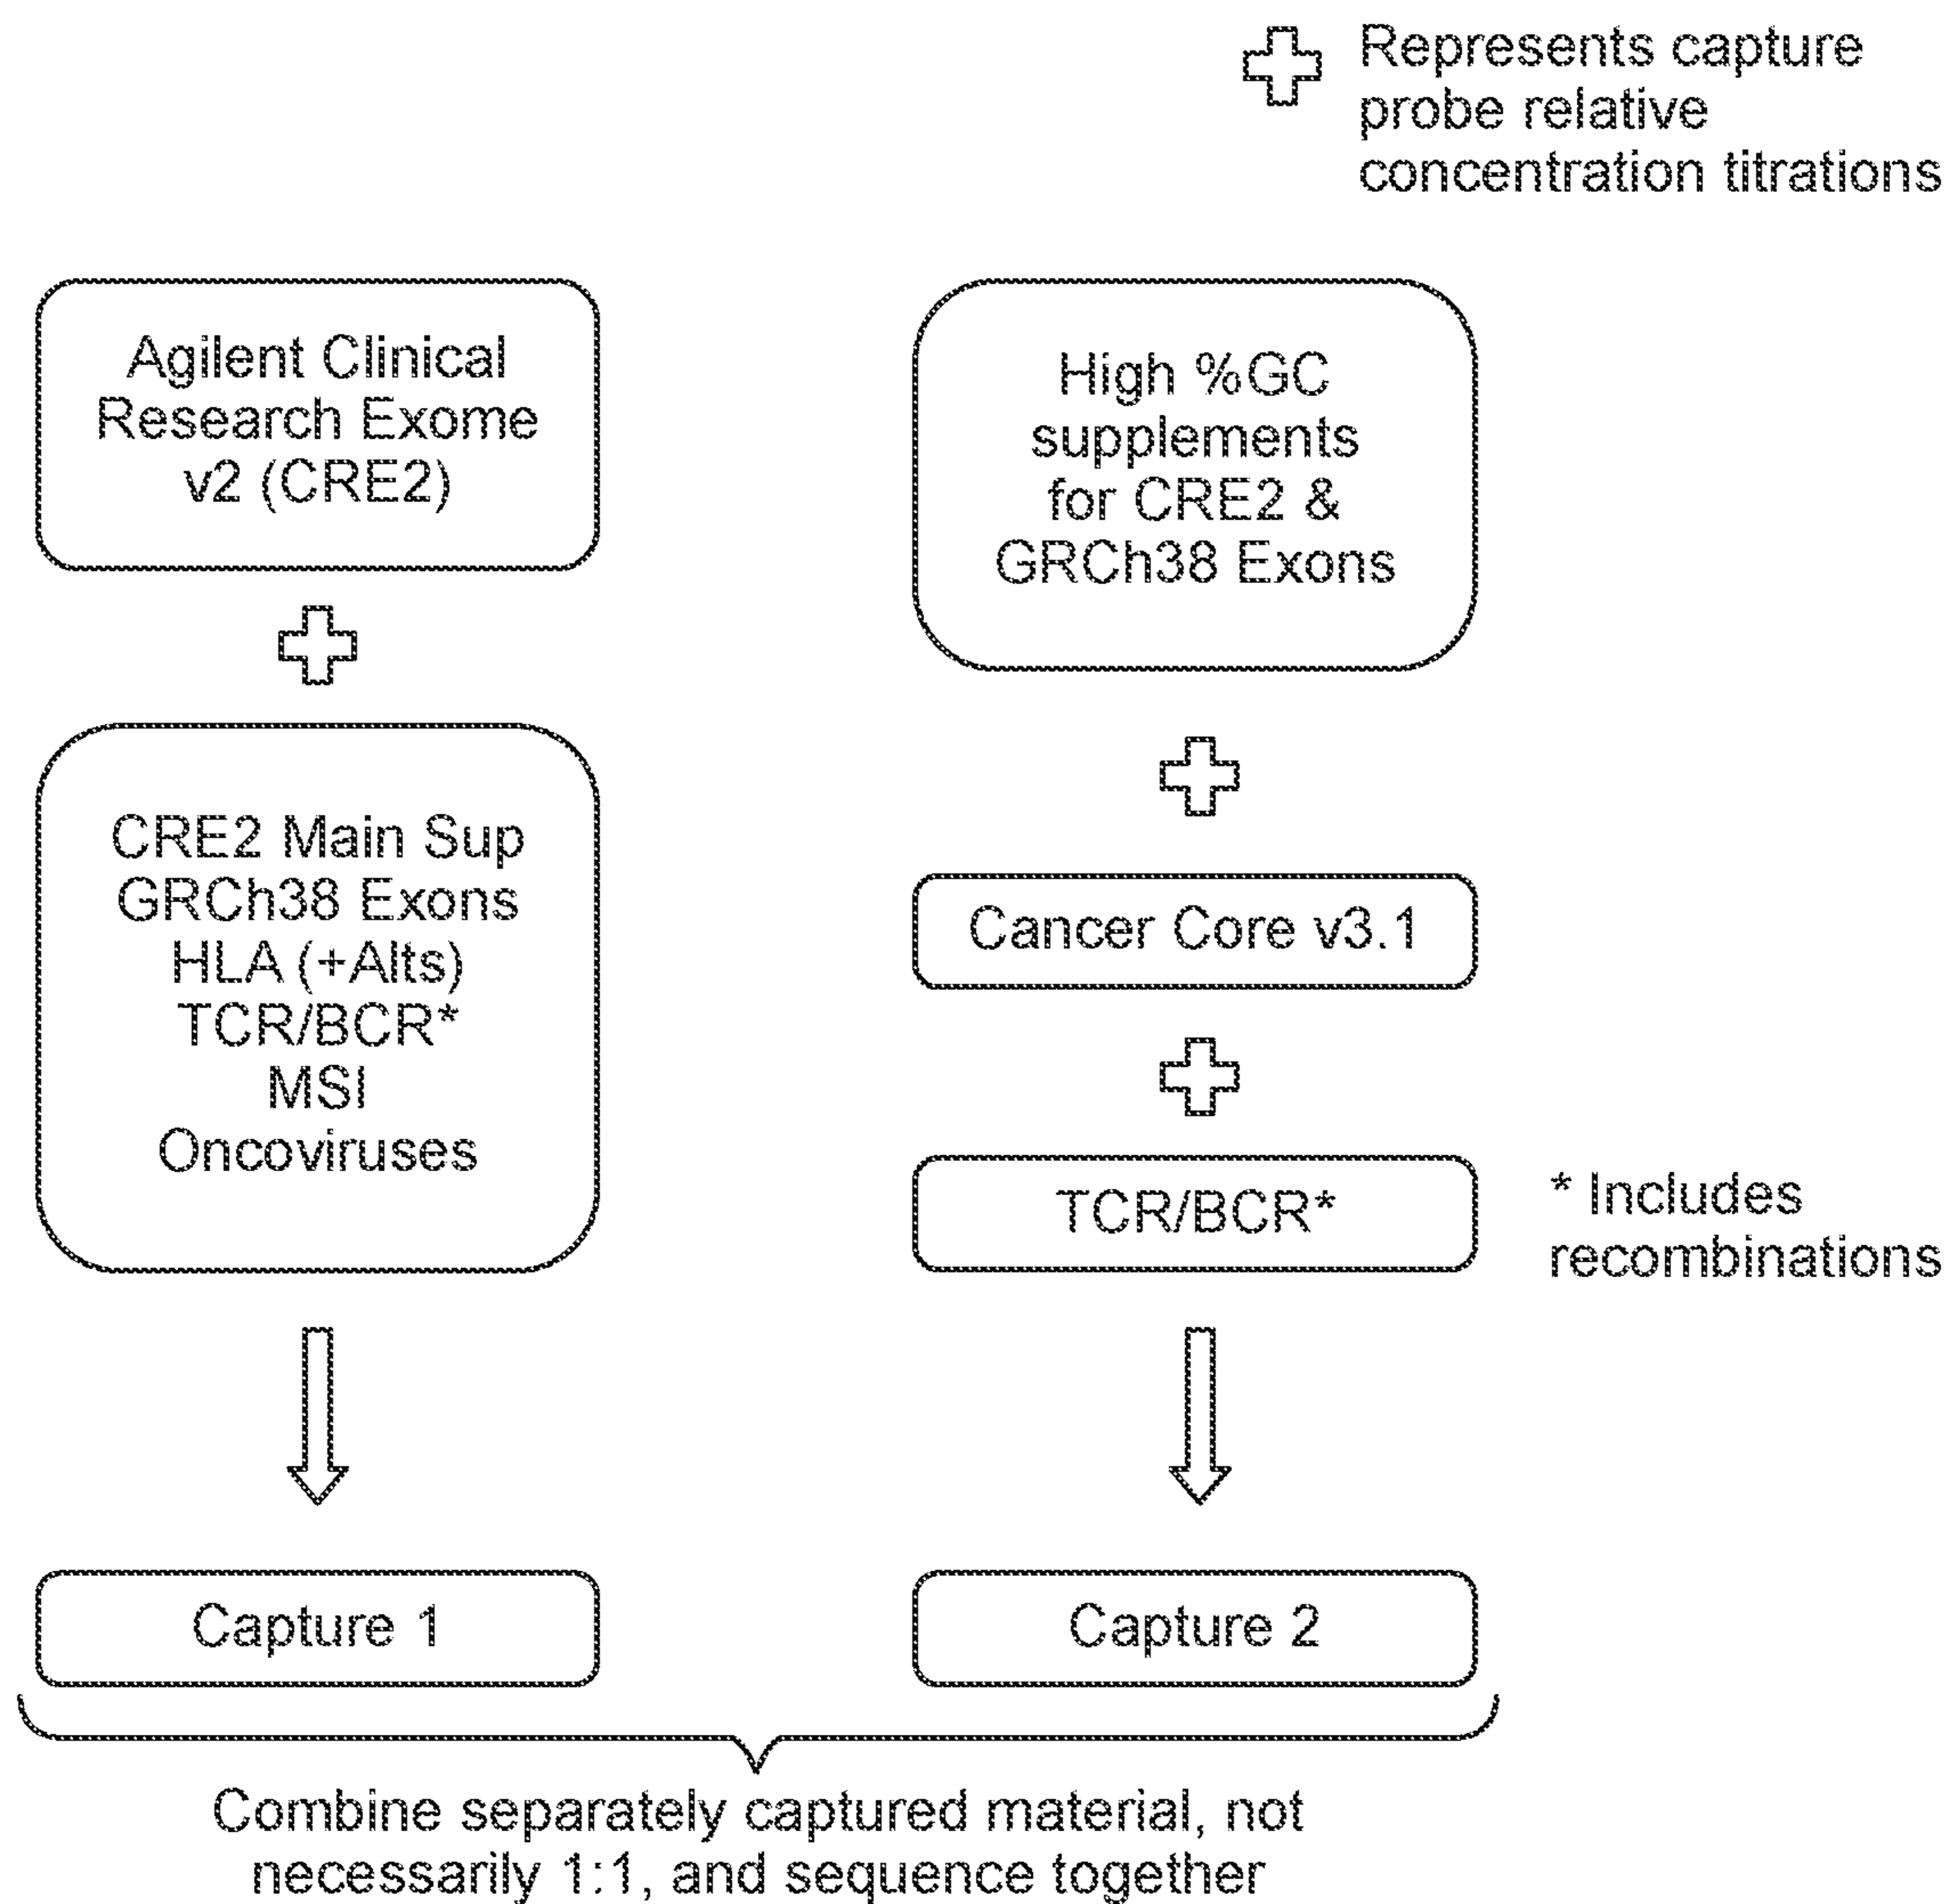 Represents capture
probe relative
concentration titrations
Agilent Clinical
Research Exome
v2 (CRE2)
CRE2 Main Sup
GRCh38 Exons
HLA (+Alts)
TCR/BCR*
MSI
Oncoviruses
Capture 1
High %GC
supplements
for CRE2 &
GRCh38 Exons
Cancer Core v3.1
TCR/BCR*
* Includes
recombinations
Capture 2
Combine separately captured material, not
necessarily 1:1, and sequence together